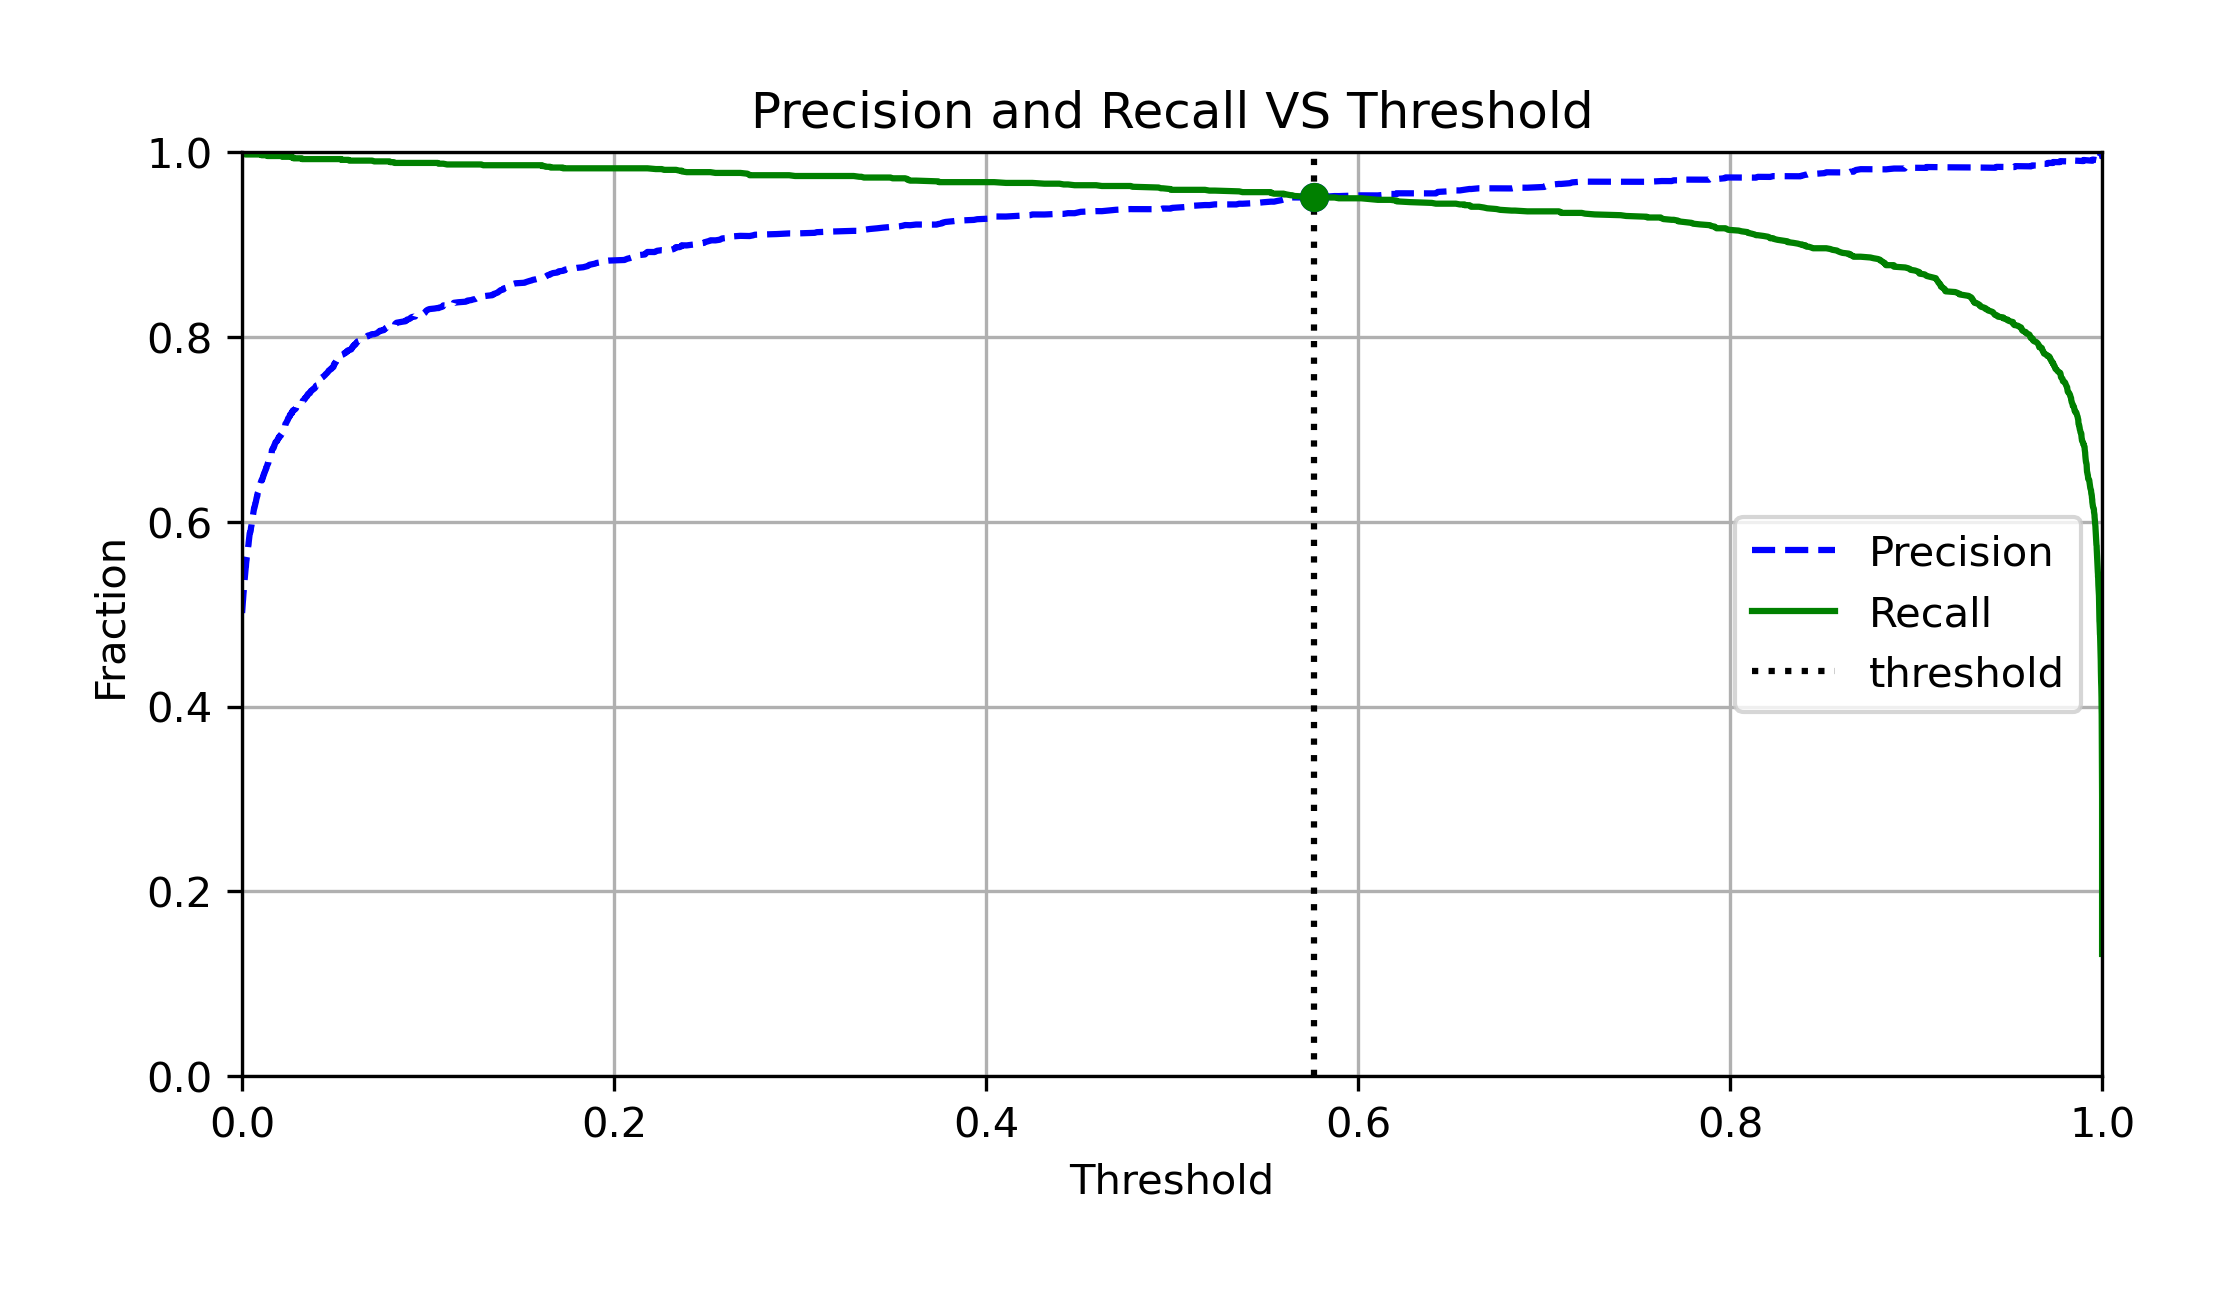 Precision and Recall VS Threshold
1.0
0.8
0.6
0.4
0.2
0.0
Fraction
Precision
Recall
threshold
0.0 0.2 0.4 0.6 0.8 1.0
Threshold